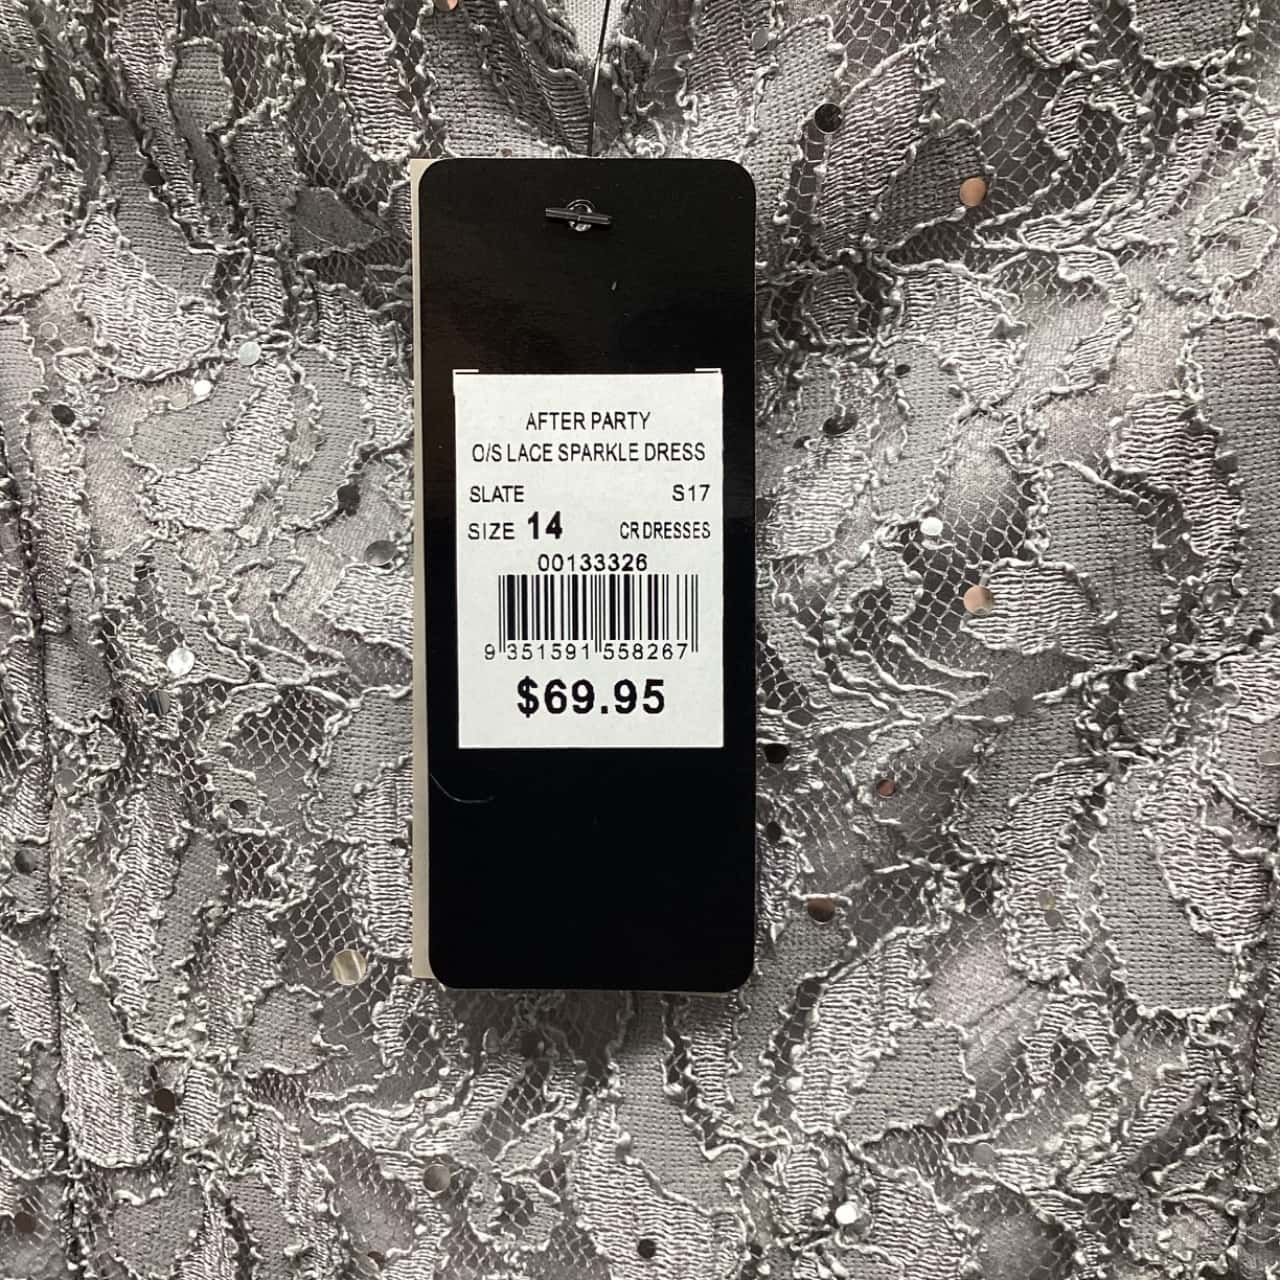 AFTER PARTY
O/S LACE SPARKLE DRESS
SLATE S17
SIZE 14 CR DRESSES
00133326
9 351591 558267
$69.95